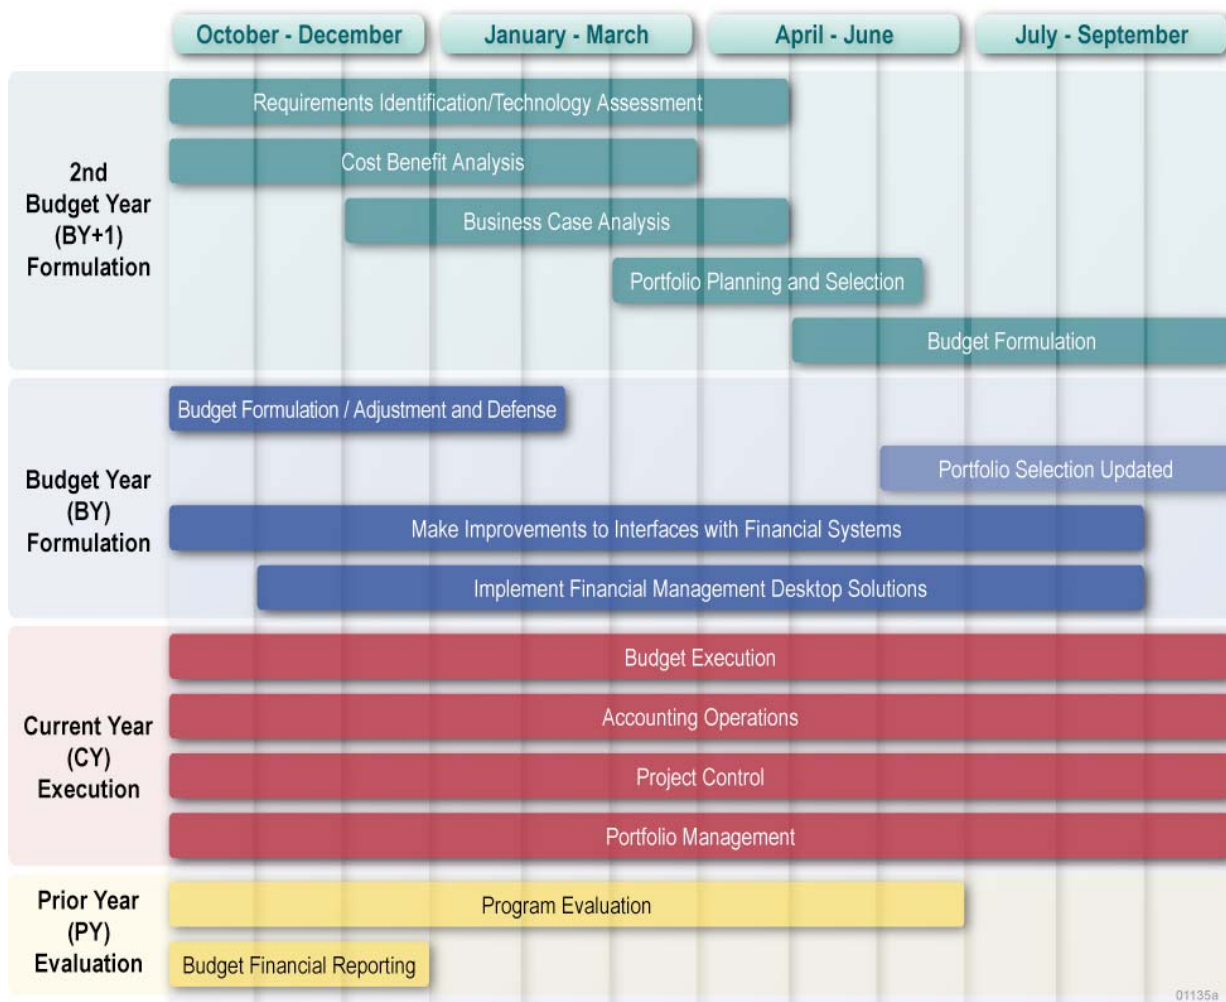 October - December
January - March
April - June
July - September
2nd
Budget Year
(BY+1)
Formulation
Requirements Identification/Technology Assessment
Cost Benefit Analysis
Business Case Analysis
Portfolio Planning and Selection
Budget Formulation
Budget Year
(BY)
Formulation
Budget Formulation / Adjustment and Defense
Portfolio Selection Updated
Make Improvements to Interfaces with Financial Systems
Implement Financial Management Desktop Solutions
Current Year
(CY)
Execution
Budget Execution
Accounting Operations
Project Control
Portfolio Management
Prior Year
(PY)
Evaluation
Program Evaluation
Budget Financial Reporting
01135a